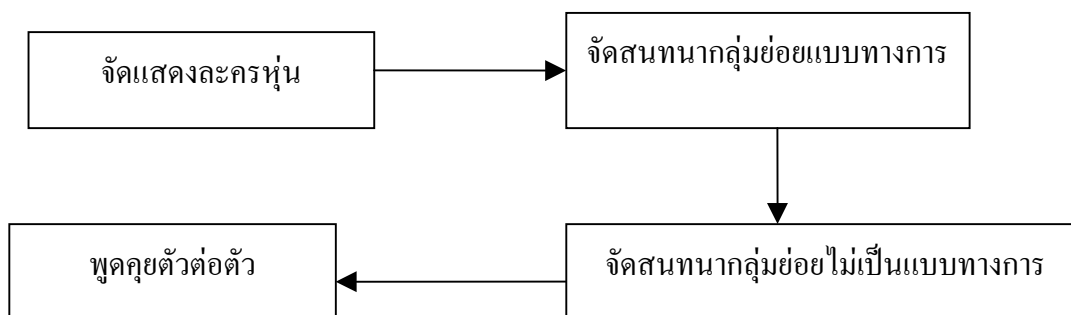 จัดแสดงละครหุ่น
จัดสนทนากลุ่มย่อยแบบทางการ
จัดสนทนากลุ่มย่อยไม่เป็นแบบทางการ
พูดคุยตัวต่อตัว